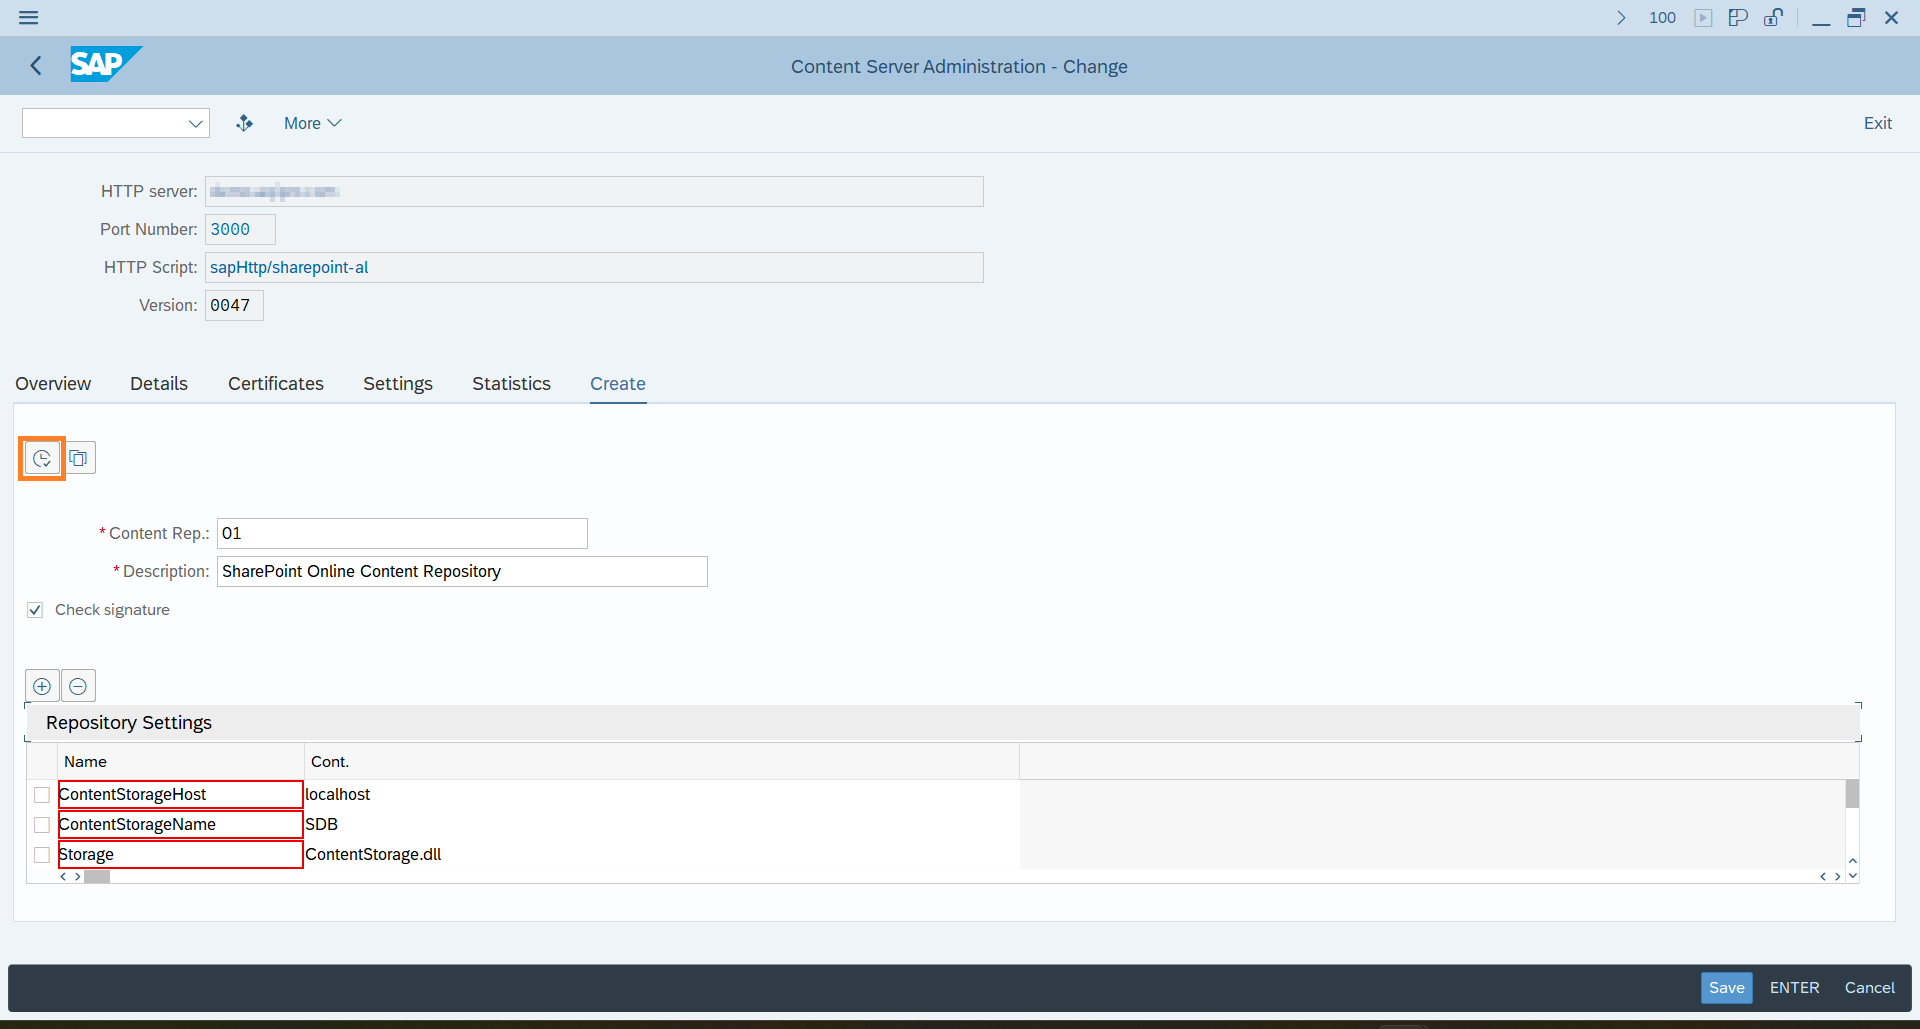 100
SAP
Content Server Administration - Change
More
Exit
HTTP server:
Port Number: 3000
HTTP Script: sapHttp/sharepoint-al
Version: 0047
Overview Details Certificates Settings Statistics Create
* Content Rep.: 01
* Description: SharePoint Online Content Repository
Check signature
Repository Settings
Name Cont.
ContentStorageHost localhost
ContentStorageName SDB
Storage ContentStorage.dll
Save ENTER Cancel